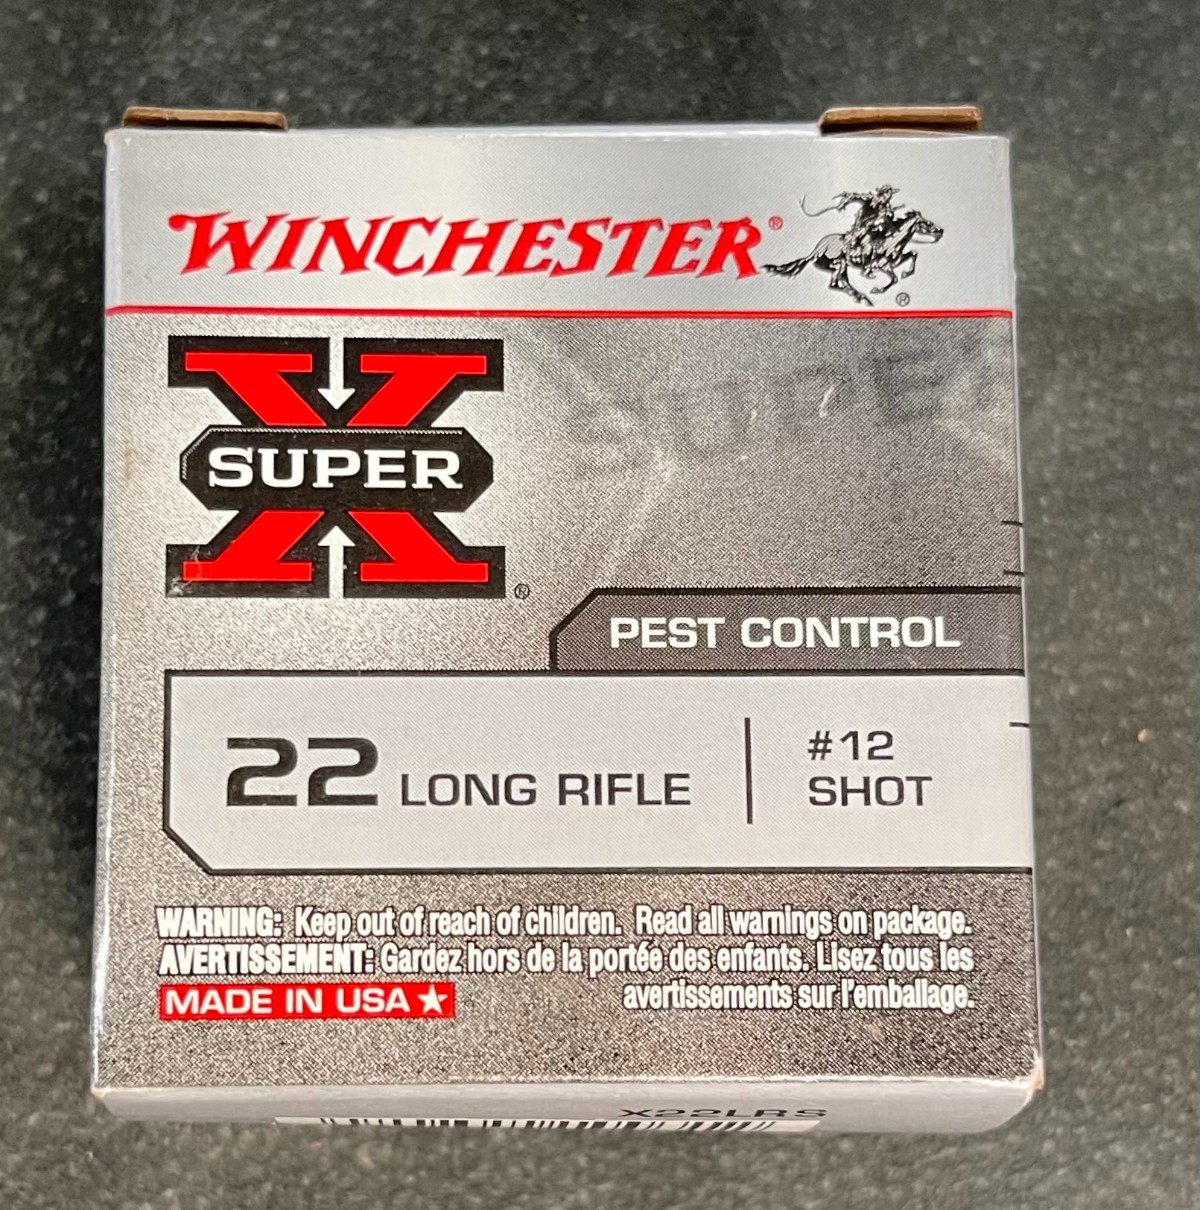 WINCHESTER®
®
X
SUPER
®
PEST CONTROL
22 LONG RIFLE
#12
SHOT
WARNING: Keep out of reach of children. Read all warnings on package.
AVERTISSEMENT: Gardez hors de la portée des enfants. Lisez tous les
avertissements sur l'emballage.
MADE IN USA
X22LRS